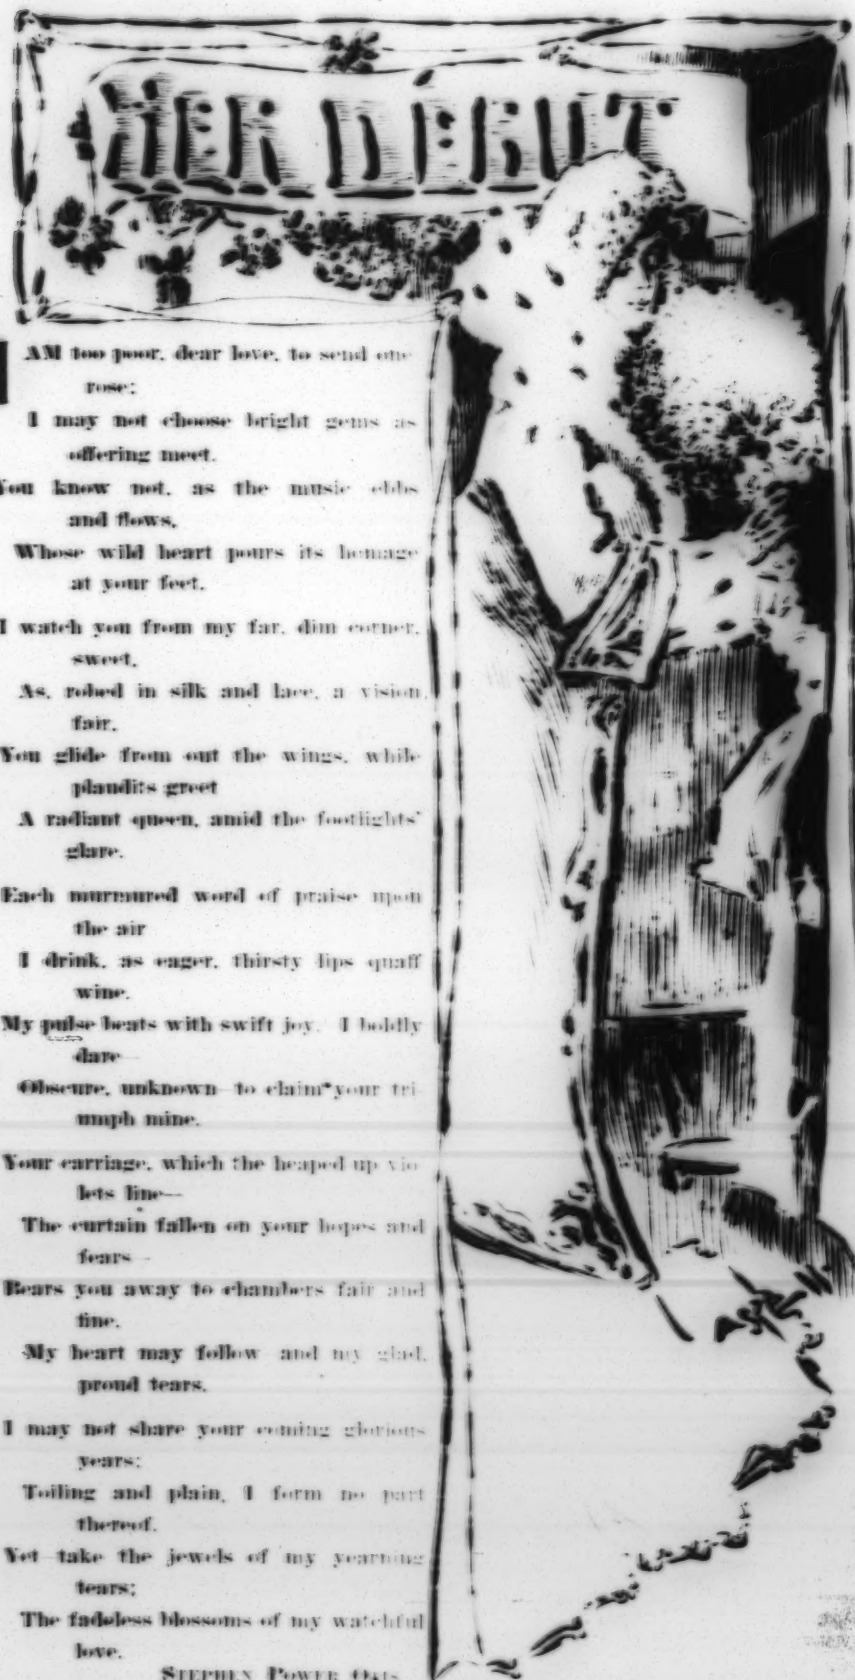 HER DEBUT
I AM too poor, dear love, to send one
rose;
I may not choose bright gems as
offering meet.
You know not, as the music ebbs
and flows,
Whose wild heart pours its homage
at your feet.
I watch you from my far, dim corner,
sweet,
As, robed in silk and lace, a vision
fair,
You glide from out the wings, while
plaudits greet
A radiant queen, amid the footlights'
glare.
Each murmured word of praise upon
the air
I drink, as eager, thirsty lips quaff
wine.
My pulse beats with swift joy. I boldly
dare—
Obscure, unknown—to claim your tri-
umph mine.
Your carriage, which the heaped up vio-
lets line—
The curtain fallen on your hopes and
fears—
Bears you away to chambers fair and
fine.
My heart may follow—and my glad,
proud tears.
I may not share your coming glorious
years;
Toiling and plain, I form no part
thereof.
Yet take the jewels of my yearning
tears;
The fadeless blossoms of my watchful
love.
STEPHEN POWER